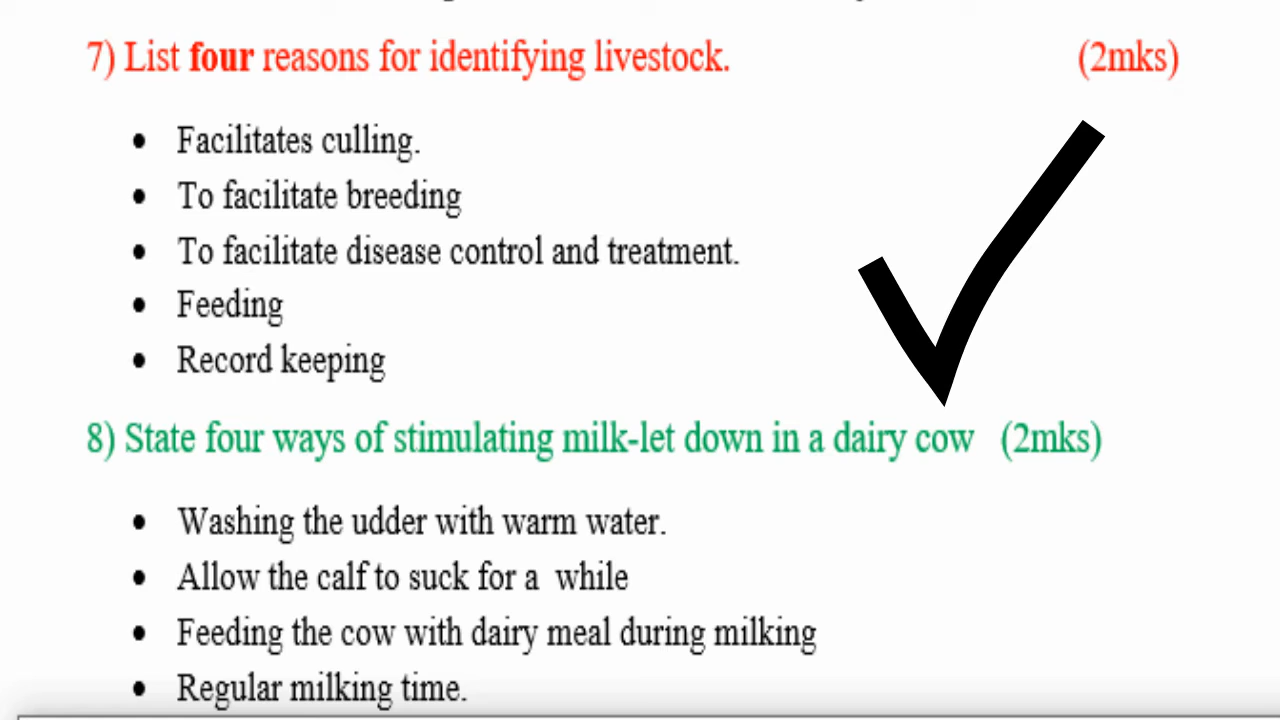 7) List four reasons for identifying livestock. (2mks)
• Facilitates culling.
• To facilitate breeding
• To facilitate disease control and treatment.
• Feeding
• Record keeping
8) State four ways of stimulating milk-let down in a dairy cow (2mks)
• Washing the udder with warm water.
• Allow the calf to suck for a while
• Feeding the cow with dairy meal during milking
• Regular milking time.